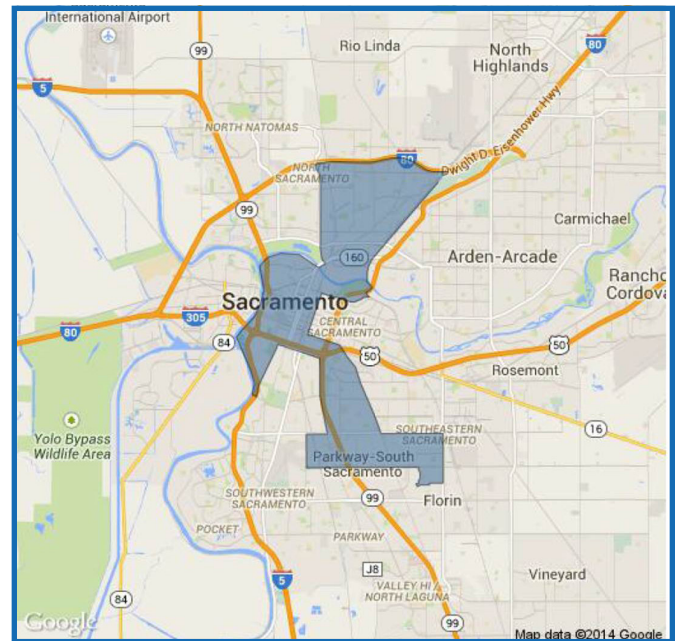 Sacramento
International Airport
99
Rio Linda
North
Highlands
80
5
Dwight D. Eisenhower Hwy
NORTH NATOMAS
80
NORTH
SACRAMENTO
99
Carmichael
160
Arden-Arcade
Rancho
Cordova
Sacramento
305
CENTRAL
SACRAMENTO
80
84
50
50
Rosemont
Yolo Bypass
Wildlife Area
16
SOUTHEASTERN
SACRAMENTO
Parkway-South
Sacramento
SOUTHWESTERN
SACRAMENTO
99
Florin
POCKET
PARKWAY
J8
5
Vineyard
VALLEY HI /
NORTH LAGUNA
84
99
Google
Map data ©2014 Google